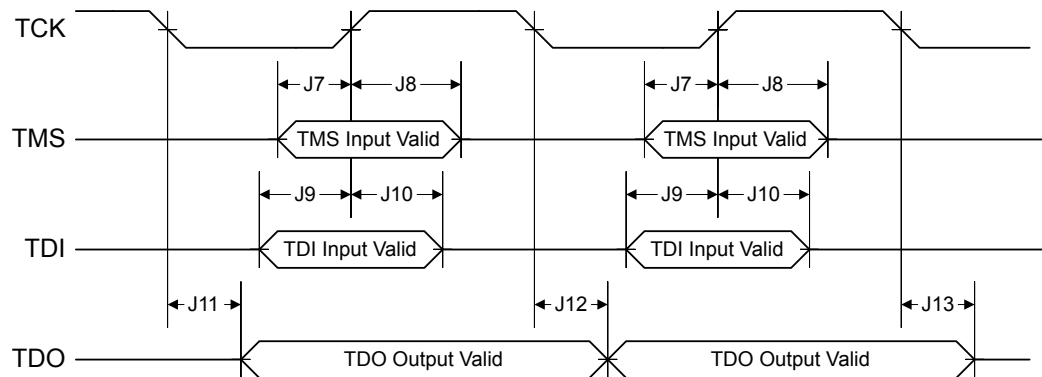 TCK
J7 J8 J7 J8
TMS TMS Input Valid TMS Input Valid
J9 J10 J9 J10
TDI TDI Input Valid TDI Input Valid
J11 J12 J13
TDO TDO Output Valid TDO Output Valid